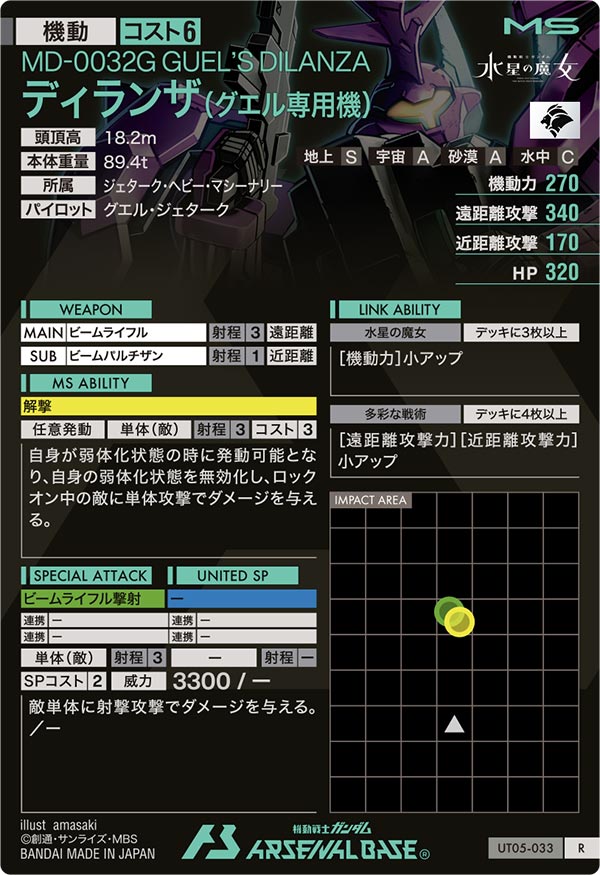 機動 コスト6
MS
MD-0032G GUEL'S DILANZA
機動戦士ガンダム
水星の魔女
ディランザ(グエル専用機)
頭頂高 18.2m
本体重量 89.4t
所属 ジェターク・ヘビー・マシーナリー
パイロット グエル・ジェターク
地上 S 宇宙 A 砂漠 A 水中 C
機動力 270
遠距離攻撃 340
近距離攻撃 170
HP 320
WEAPON
MAIN ビームライフル 射程 3 遠距離
SUB ビームパルチザン 射程 1 近距離
MS ABILITY
解撃
任意発動 単体(敵) 射程 3 コスト 3
自身が弱体化状態の時に発動可能とな
り、自身の弱体化状態を無効化し、ロック
オン中の敵に単体攻撃でダメージを与え
る。
SPECIAL ATTACK UNITED SP
ビームライフル撃射 ー
連携 ー 連携 ー
連携 ー 連携 ー
単体(敵) 射程 3 ー 射程 ー
SPコスト 2 威力 3300 / ー
敵単体に射撃攻撃でダメージを与える。
/ー
LINK ABILITY
水星の魔女 デッキに3枚以上
[機動力]小アップ
多彩な戦術 デッキに4枚以上
[遠距離攻撃力][近距離攻撃力]
小アップ
IMPACT AREA
illust amasaki
©創通・サンライズ・MBS
BANDAI MADE IN JAPAN
機動戦士ガンダム
ARSENAL BASE®
UT05-033 R